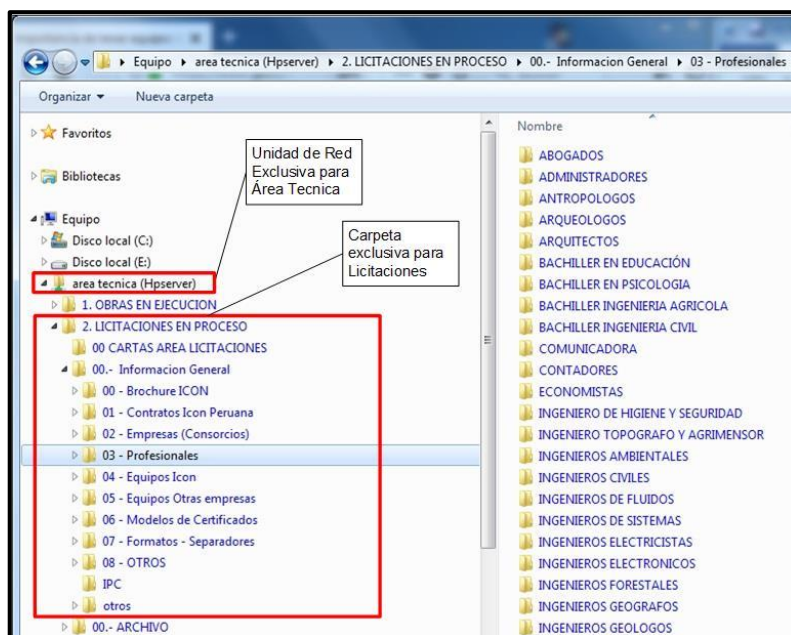 Equipo ▸ area tecnica (Hpserver) ▸ 2. LICITACIONES EN PROCESO ▸ 00.- Informacion General ▸ 03 - Profesionales
Organizar Nueva carpeta
Favoritos
Bibliotecas
Equipo
Disco local (C:)
Disco local (E:)
area tecnica (Hpserver)
1. OBRAS EN EJECUCION
2. LICITACIONES EN PROCESO
00 CARTAS AREA LICITACIONES
00.- Informacion General
00 - Brochure ICON
01 - Contratos Icon Peruana
02 - Empresas (Consorcios)
03 - Profesionales
04 - Equipos Icon
05 - Equipos Otras empresas
06 - Modelos de Certificados
07 - Formatos - Separadores
08 - OTROS
IPC
otros
00.- ARCHIVO
Unidad de Red
Exclusiva para
Área Tecnica
Carpeta
exclusiva para
Licitaciones
Nombre
ABOGADOS
ADMINISTRADORES
ANTROPOLOGOS
ARQUEOLOGOS
ARQUITECTOS
BACHILLER EN EDUCACIÓN
BACHILLER EN PSICOLOGIA
BACHILLER INGENIERIA AGRICOLA
BACHILLER INGENIERIA CIVIL
COMUNICADORA
CONTADORES
ECONOMISTAS
INGENIERO DE HIGIENE Y SEGURIDAD
INGENIERO TOPOGRAFO Y AGRIMENSOR
INGENIEROS AMBIENTALES
INGENIEROS CIVILES
INGENIEROS DE FLUIDOS
INGENIEROS DE SISTEMAS
INGENIEROS ELECTRICISTAS
INGENIEROS ELECTRONICOS
INGENIEROS FORESTALES
INGENIEROS GEOGRAFOS
INGENIEROS GEOLOGOS